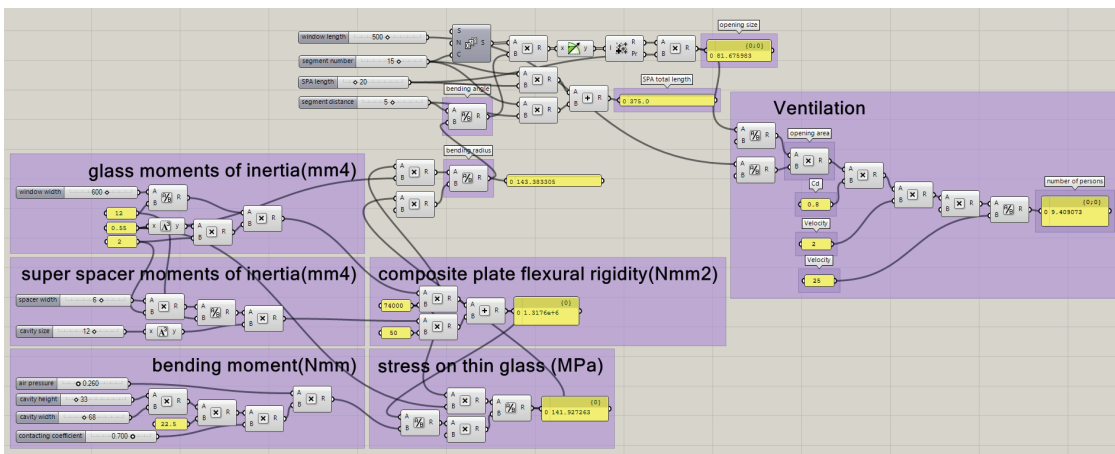 opening size
window length 500
S
N
C
S
A
B
R
x
y
I
R
Pr
A
B
R
{0;0}
0 81.675983
segment number 15
SPA length 20
A
B
R
SPA total length
bending angle
A
B
R
0 375.0
segment distance 5
A
B
R
A
B
R
Ventilation
A
B
R
opening area
bending radius
A
B
R
A
B
R
A
B
R
A
B
R
A
B
R
0 143.383305
Cd
A
B
R
number of persons
0.8
A
B
R
{0;0}
A
B
R
0 9.409073
A
B
R
Velocity
2
Velocity
25
glass moments of inertia(mm4)
window width 600
A
B
R
12
0.55
x
y
A
B
R
A
B
R
2
super spacer moments of inertia(mm4)
spacer width 6
A
B
R
A
B
R
A
B
R
cavity size 12
x
y
composite plate flexural rigidity(Nmm2)
A
B
R
74000
A
B
R
{0}
0 1.3176e+6
50
A
B
R
bending moment(Nmm)
air pressure 0.260
cavity height 33
A
B
R
A
B
R
cavity width 68
A
B
R
A
B
R
22.5
contacting coefficient 0.700
stress on thin glass (MPa)
A
B
R
A
B
R
{0}
0 141.927263
A
B
R
A
B
R